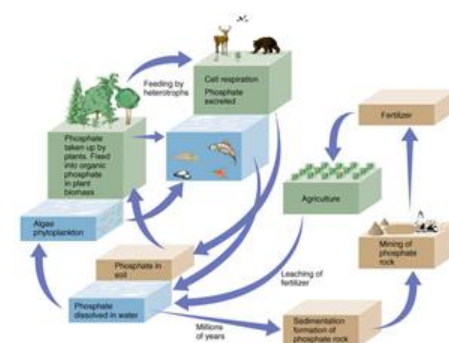 Feeding by
heterotrophs
Cell respiration
Phosphate
excreted
Phosphate
taken up by
plants. Fixed
into organic
phosphate
in plant
biomass
Algae
phytoplankton
Phosphate in
soil
Phosphate
dissolved in water
Millions
of years
Leaching of
fertilizer
Agriculture
Fertilizer
Mining of
phosphate
rock
Sedimentation
formation of
phosphate rock